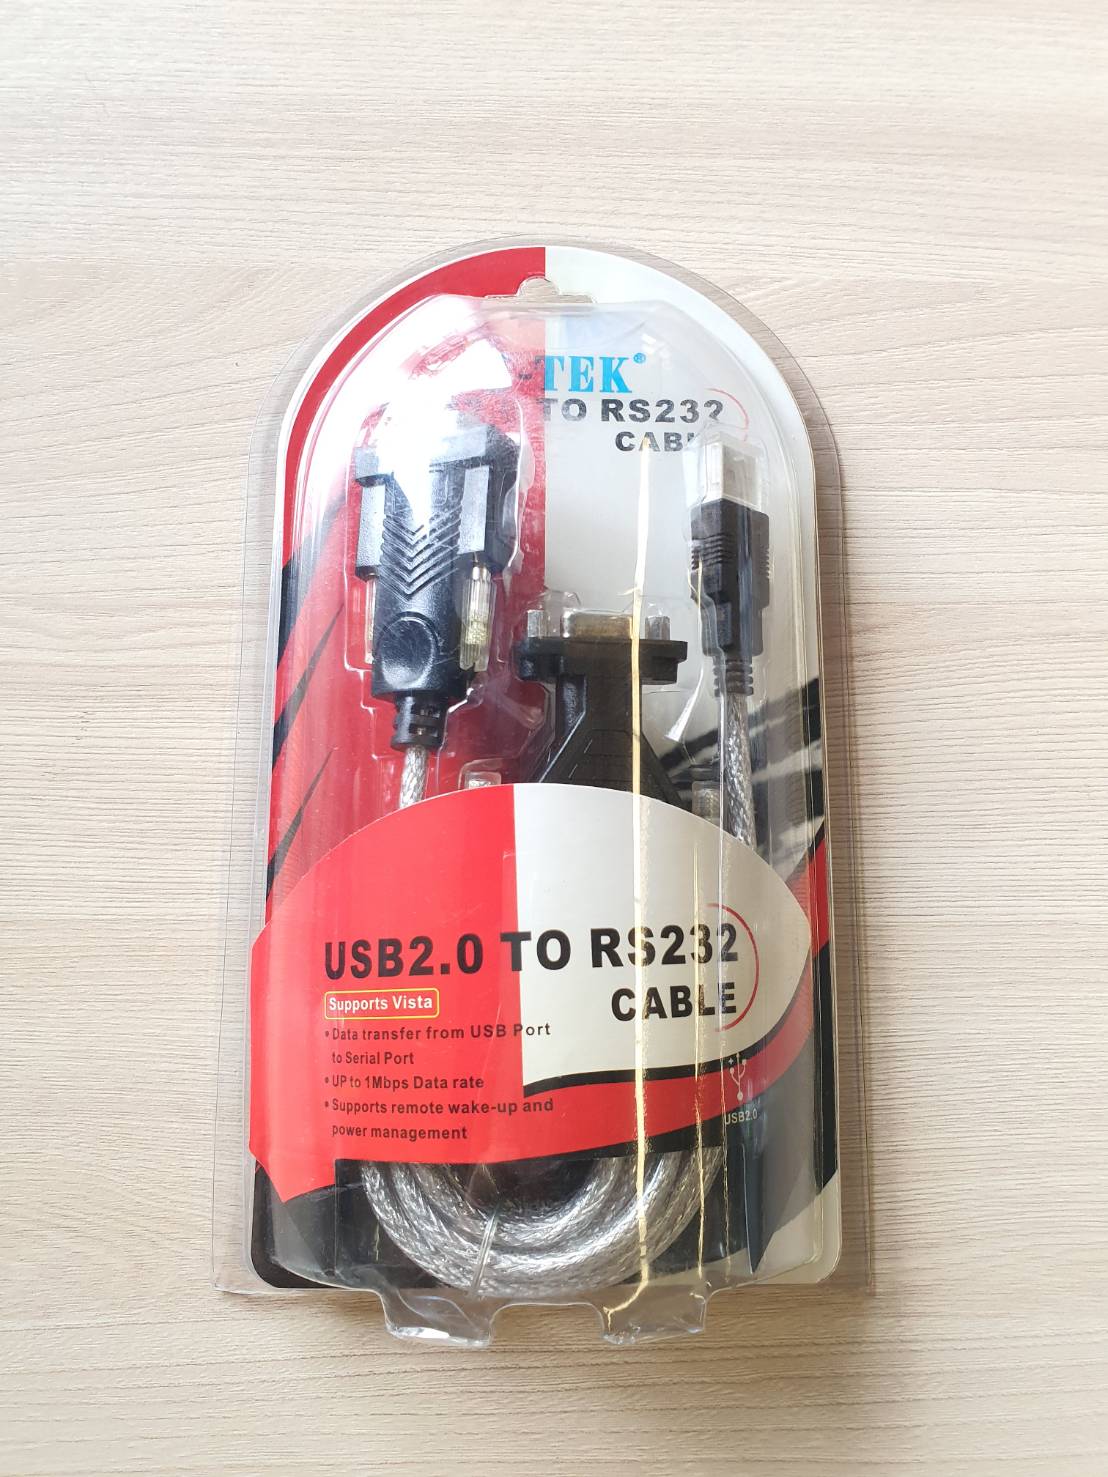 -TEK®
TO RS232
CABLE
USB2.0 TO RS232
CABLE
Supports Vista
•Data transfer from USB Port
to Serial Port
•UP to 1Mbps Data rate
•Supports remote wake-up and
power management
USB2.0